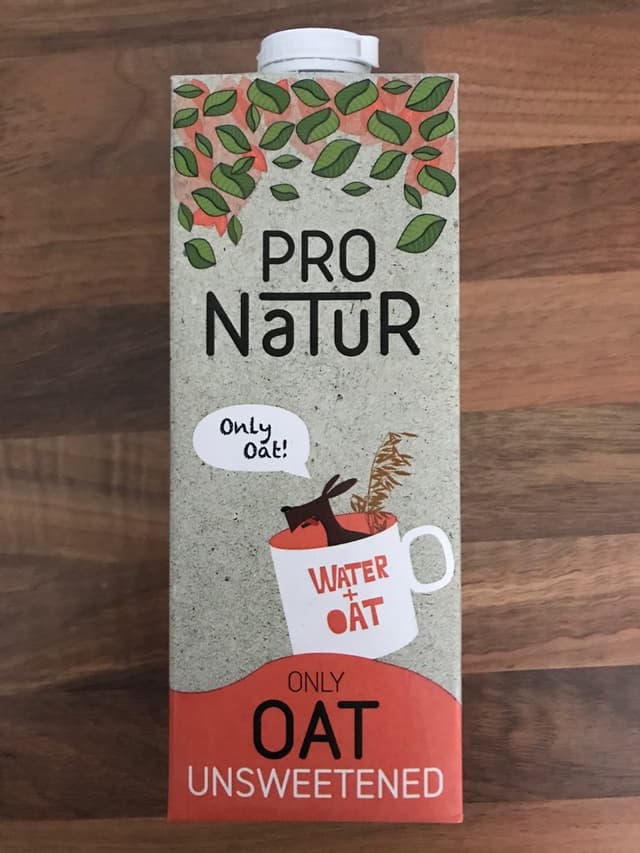 PRO
NaTuR
Only
Oat!
WATER
+
OAT
ONLY
OAT
UNSWEETENED